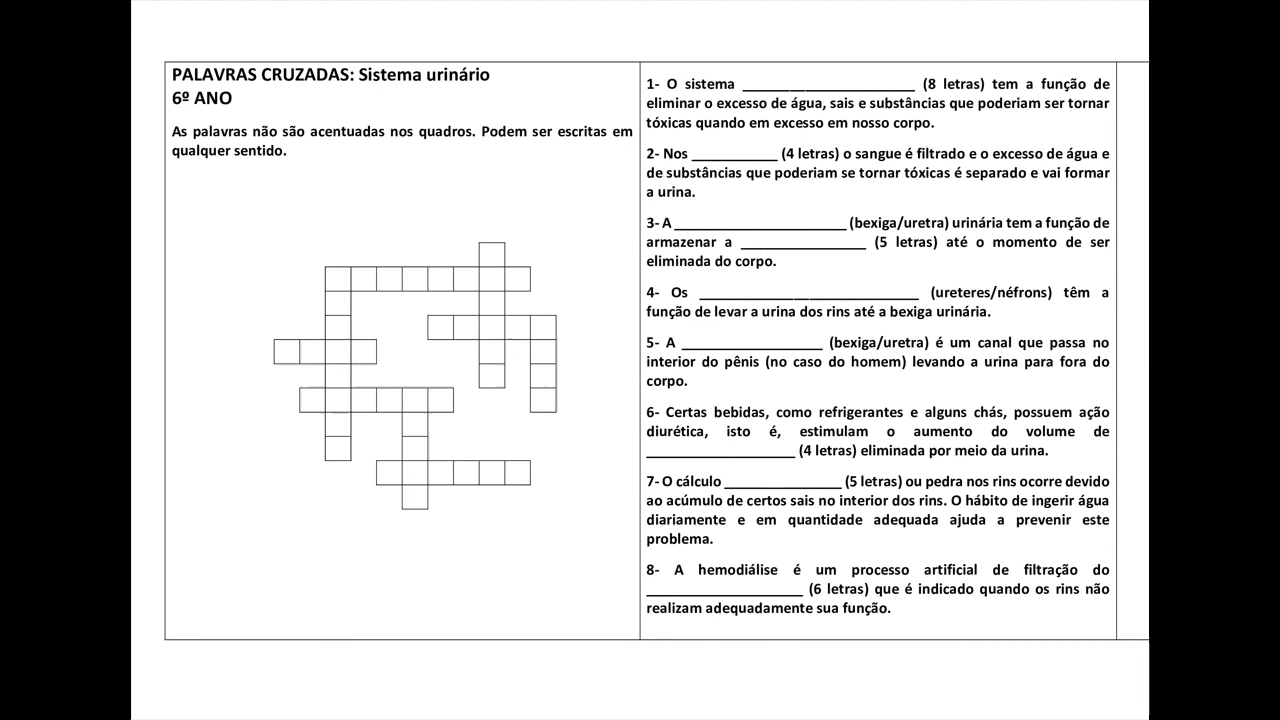 PALAVRAS CRUZADAS: Sistema urinário
6º ANO
As palavras não são acentuadas nos quadros. Podem ser escritas em
qualquer sentido.
1- O sistema ______________________ (8 letras) tem a função de
eliminar o excesso de água, sais e substâncias que poderiam ser tornar
tóxicas quando em excesso em nosso corpo.
2- Nos ___________ (4 letras) o sangue é filtrado e o excesso de água e
de substâncias que poderiam se tornar tóxicas é separado e vai formar
a urina.
3- A ______________________ (bexiga/uretra) urinária tem a função de
armazenar a ________________ (5 letras) até o momento de ser
eliminada do corpo.
4- Os ____________________________ (ureteres/néfrons) têm a
função de levar a urina dos rins até a bexiga urinária.
5- A __________________ (bexiga/uretra) é um canal que passa no
interior do pênis (no caso do homem) levando a urina para fora do
corpo.
6- Certas bebidas, como refrigerantes e alguns chás, possuem ação
diurética, isto é, estimulam o aumento do volume de
___________________ (4 letras) eliminada por meio da urina.
7- O cálculo _______________ (5 letras) ou pedra nos rins ocorre devido
ao acúmulo de certos sais no interior dos rins. O hábito de ingerir água
diariamente e em quantidade adequada ajuda a prevenir este
problema.
8- A hemodiálise é um processo artificial de filtração do
____________________ (6 letras) que é indicado quando os rins não
realizam adequadamente sua função.